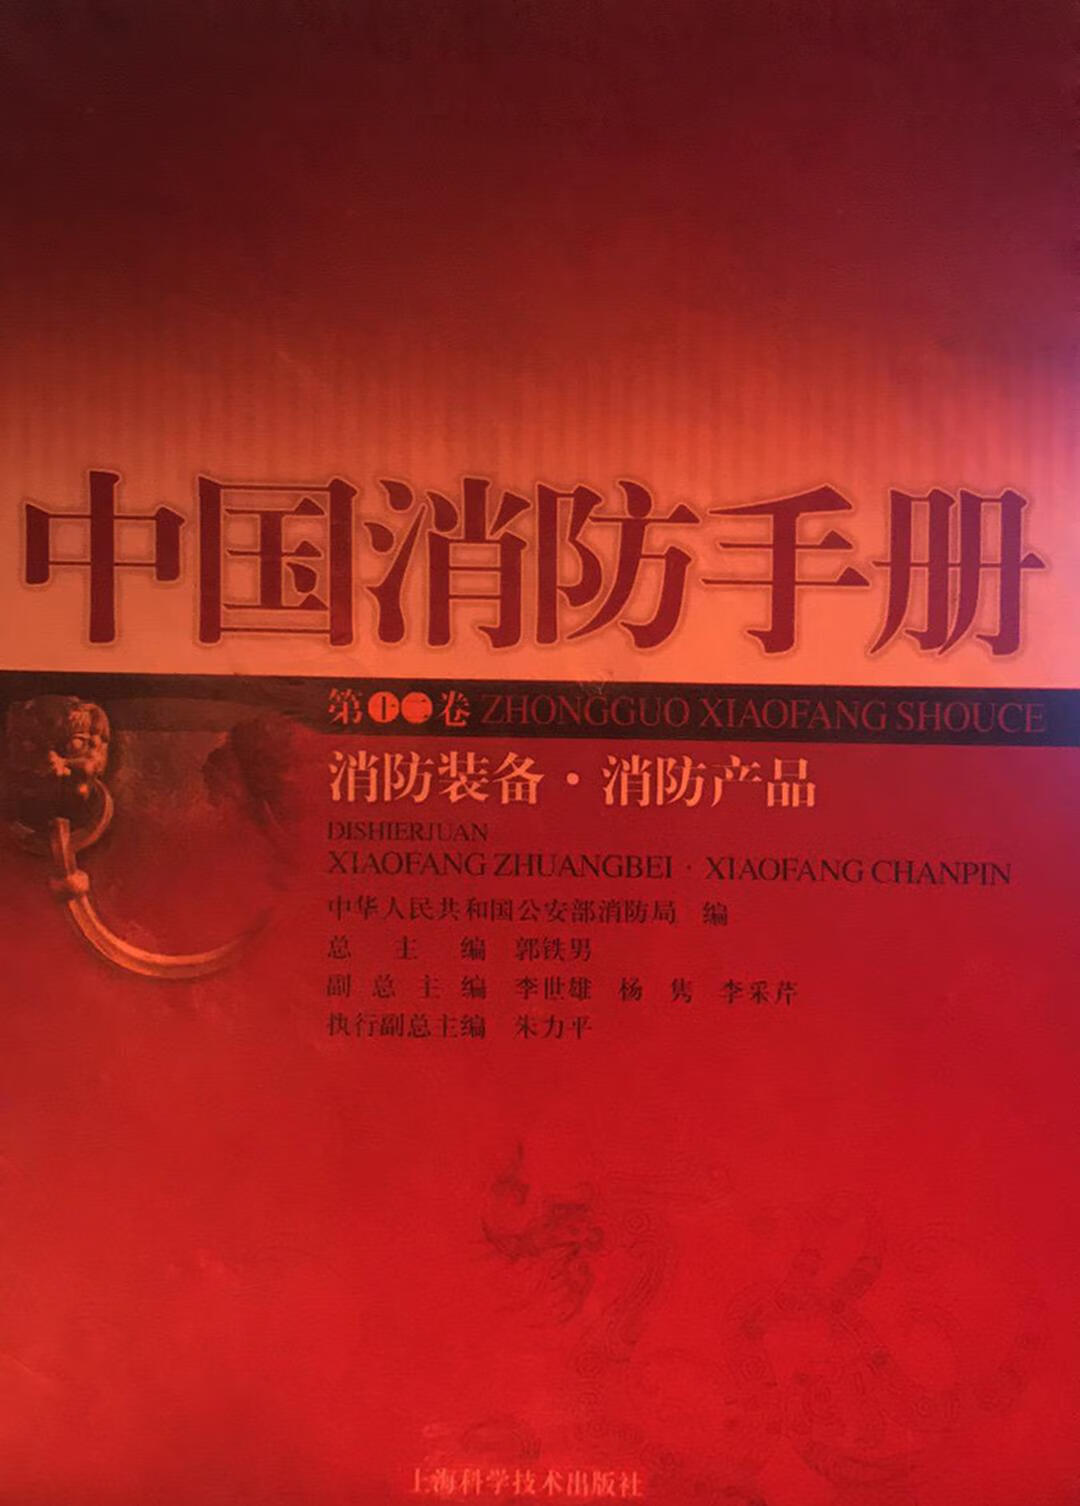 中国消防手册
第十二卷 ZHONGGUO XIAOFANG SHOUCE
消防装备·消防产品
DISHIERJUAN
XIAOFANG ZHUANGBEI · XIAOFANG CHANPIN
中华人民共和国公安部消防局 编
总主编 郭铁男
副总主编 李世雄 杨隽 李采芹
执行副总主编 朱力平
上海科学技术出版社